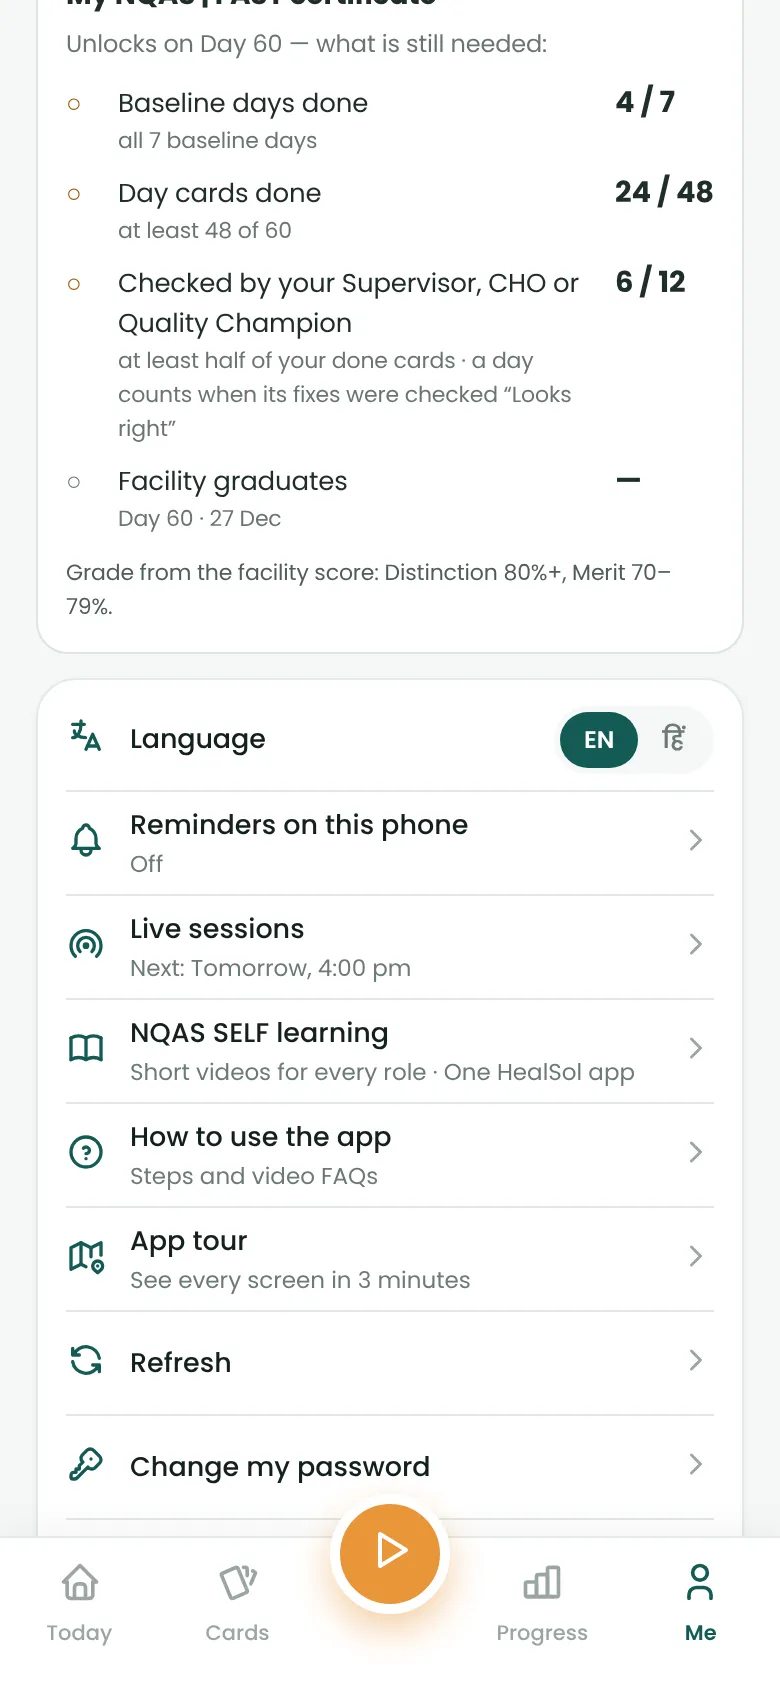 My NQAS | FAST certificate
Unlocks on Day 60 — what is still needed:
Baseline days done 4 / 7
all 7 baseline days
Day cards done 24 / 48
at least 48 of 60
Checked by your Supervisor, CHO or 6 / 12
Quality Champion
at least half of your done cards · a day
counts when its fixes were checked “Looks
right”
Facility graduates —
Day 60 · 27 Dec
Grade from the facility score: Distinction 80%+, Merit 70–
79%.
Language EN हिं
Reminders on this phone
Off
Live sessions
Next: Tomorrow, 4:00 pm
NQAS SELF learning
Short videos for every role · One HealSol app
How to use the app
Steps and video FAQs
App tour
See every screen in 3 minutes
Refresh
Change my password
Today Cards Progress Me